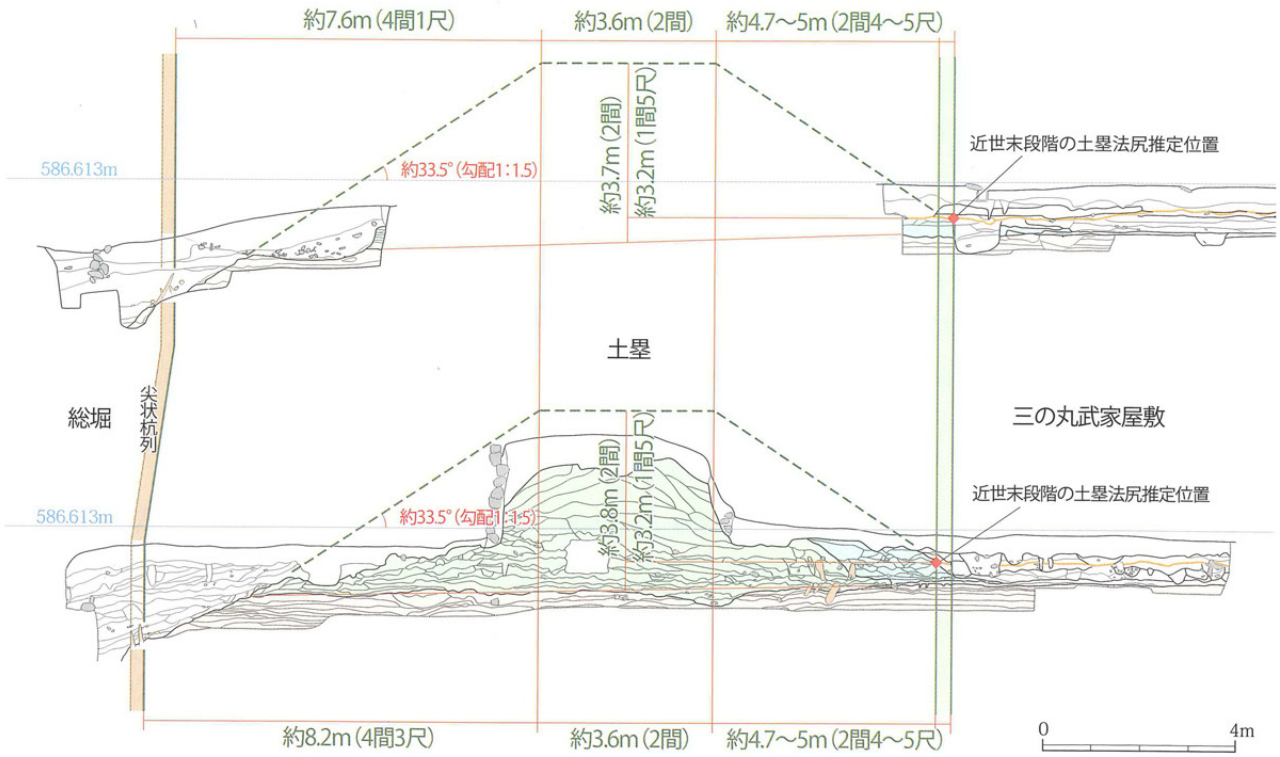 約7.6m(4間1尺)
約3.6m(2間)
約4.7～5m(2間4～5尺)
約3.7m(2間)
約3.2m(1間5尺)
近世末段階の土塁法尻推定位置
586.613m
約33.5°(勾配1:1.5)
土塁
総堀
尖状杭列
三の丸武家屋敷
約3.8m(2間)
約3.2m(1間5尺)
近世末段階の土塁法尻推定位置
586.613m
約33.5°(勾配1:1.5)
約8.2m(4間3尺)
約3.6m(2間)
約4.7～5m(2間4～5尺)
0
4m